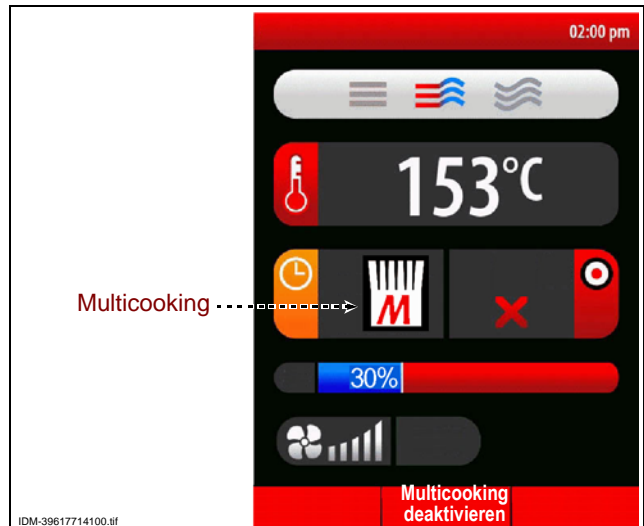 02:00 pm
153°C
Multicooking
M
30%
Multicooking
deaktivieren
IDM-39617714100.tif